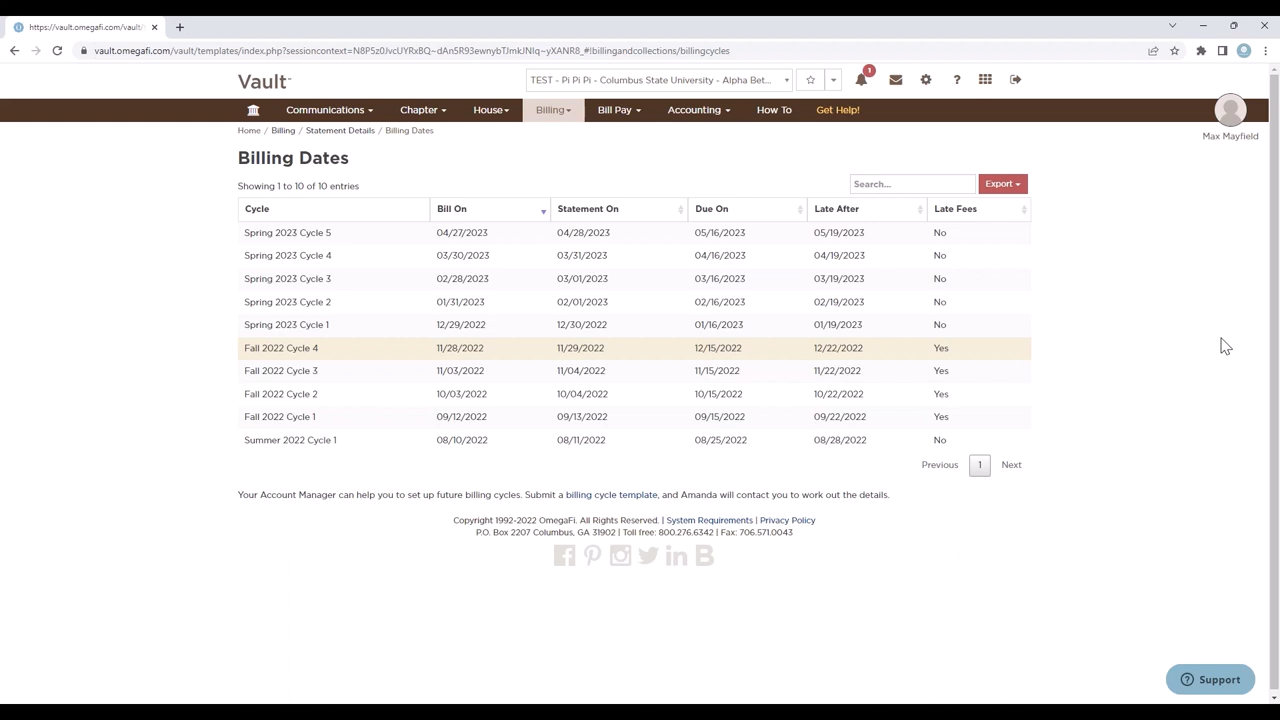 https://vault.omegafi.com/vault/
vault.omegafi.com/vault/templates/index.php?sessioncontext=N8P5z0JvcUYRxBQ~dAn5R93ewnybTJmkJNIq~yXANR8_#!billingandcollections/billingcycles
Vault
TEST - Pi Pi Pi - Columbus State University - Alpha Bet...
1
Communications Chapter House Billing Bill Pay Accounting How To Get Help!
Max Mayfield
Home / Billing / Statement Details / Billing Dates
Billing Dates
Showing 1 to 10 of 10 entries
Search...
Export
Cycle Bill On Statement On Due On Late After Late Fees
Spring 2023 Cycle 5 04/27/2023 04/28/2023 05/16/2023 05/19/2023 No
Spring 2023 Cycle 4 03/30/2023 03/31/2023 04/16/2023 04/19/2023 No
Spring 2023 Cycle 3 02/28/2023 03/01/2023 03/16/2023 03/19/2023 No
Spring 2023 Cycle 2 01/31/2023 02/01/2023 02/16/2023 02/19/2023 No
Spring 2023 Cycle 1 12/29/2022 12/30/2022 01/16/2023 01/19/2023 No
Fall 2022 Cycle 4 11/28/2022 11/29/2022 12/15/2022 12/22/2022 Yes
Fall 2022 Cycle 3 11/03/2022 11/04/2022 11/15/2022 11/22/2022 Yes
Fall 2022 Cycle 2 10/03/2022 10/04/2022 10/15/2022 10/22/2022 Yes
Fall 2022 Cycle 1 09/12/2022 09/13/2022 09/15/2022 09/22/2022 Yes
Summer 2022 Cycle 1 08/10/2022 08/11/2022 08/25/2022 08/28/2022 No
Previous 1 Next
Your Account Manager can help you to set up future billing cycles. Submit a billing cycle template, and Amanda will contact you to work out the details.
Copyright 1992-2022 OmegaFi. All Rights Reserved. | System Requirements | Privacy Policy
P.O. Box 2207 Columbus, GA 31902 | Toll free: 800.276.6342 | Fax: 706.571.0043
Support